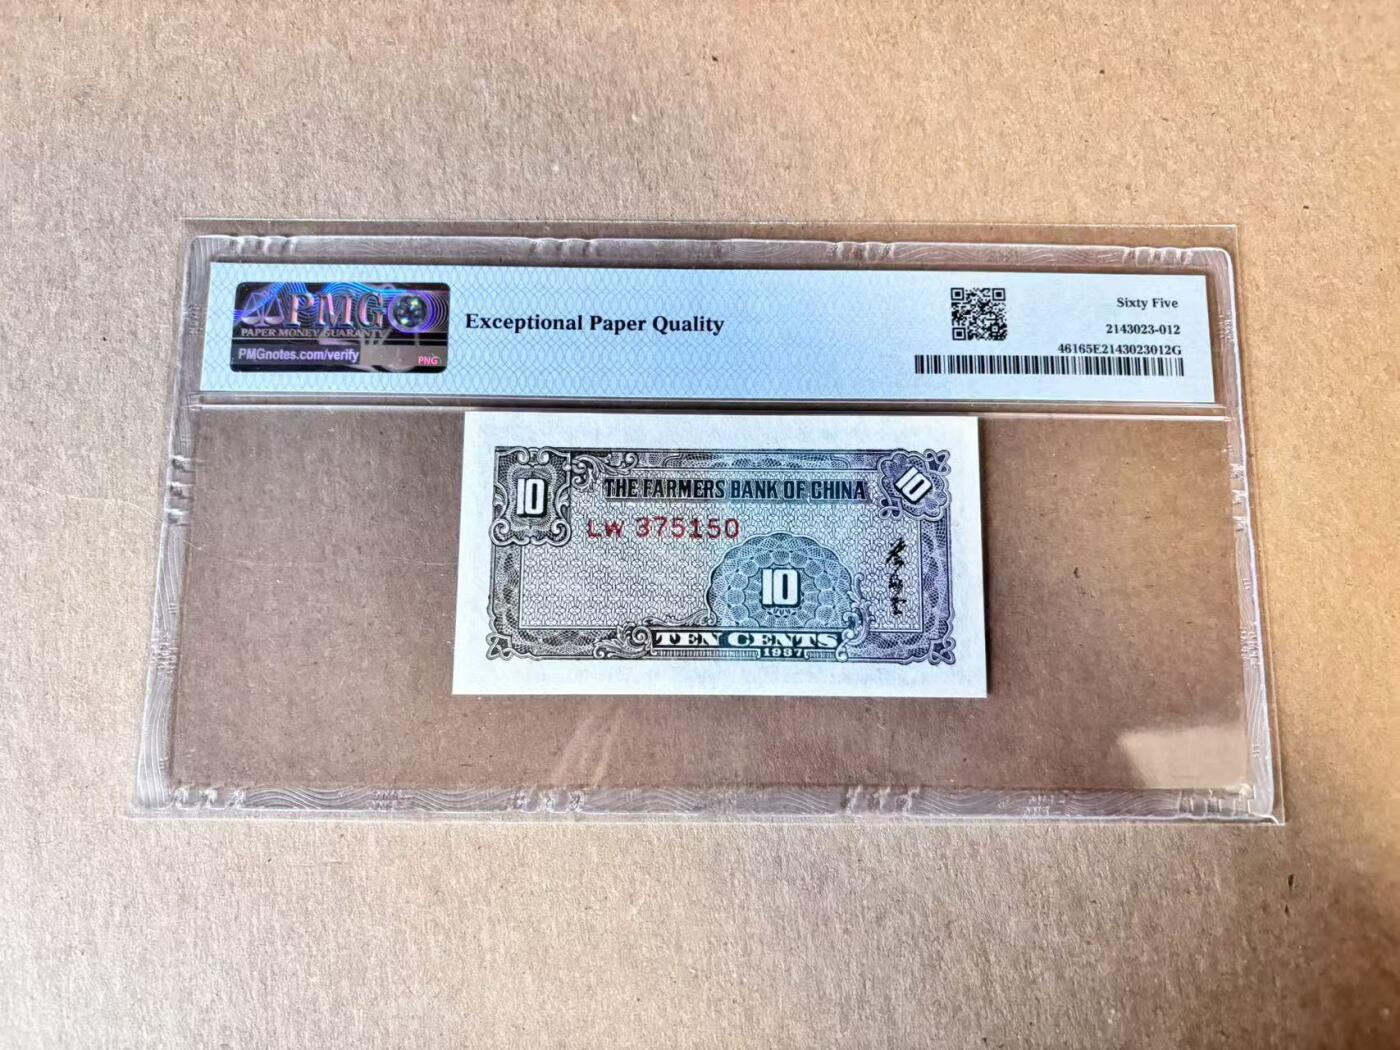 PMG
PAPER MONEY GUARANTY
PMGnotes.com/verify
PNG
Exceptional Paper Quality
Sixty Five
2143023-012
46165E2143023012G
10
THE FARMERS BANK OF CHINA
10
LW 375150
10
TEN CENTS
1937